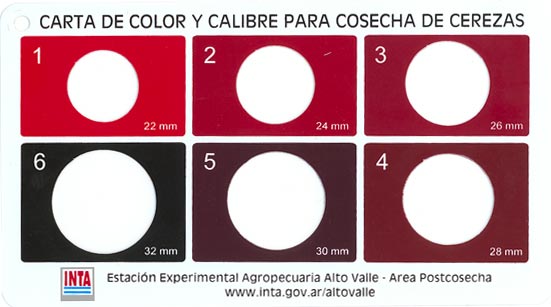 CARTA DE COLOR Y CALIBRE PARA COSECHA DE CEREZAS
1
22 mm
2
24 mm
3
26 mm
6
32 mm
5
30 mm
4
28 mm
INTA
Estación Experimental Agropecuaria Alto Valle - Area Postcosecha
www.inta.gov.ar/altovalle